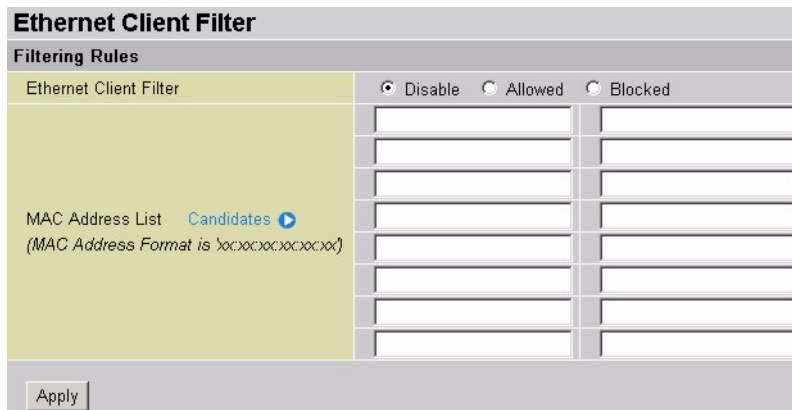 Ethernet Client Filter
Filtering Rules
Ethernet Client Filter Disable Allowed Blocked
MAC Address List Candidates
(MAC Address Format is 'xx:xx:xx:xx:xx:xx')
Apply